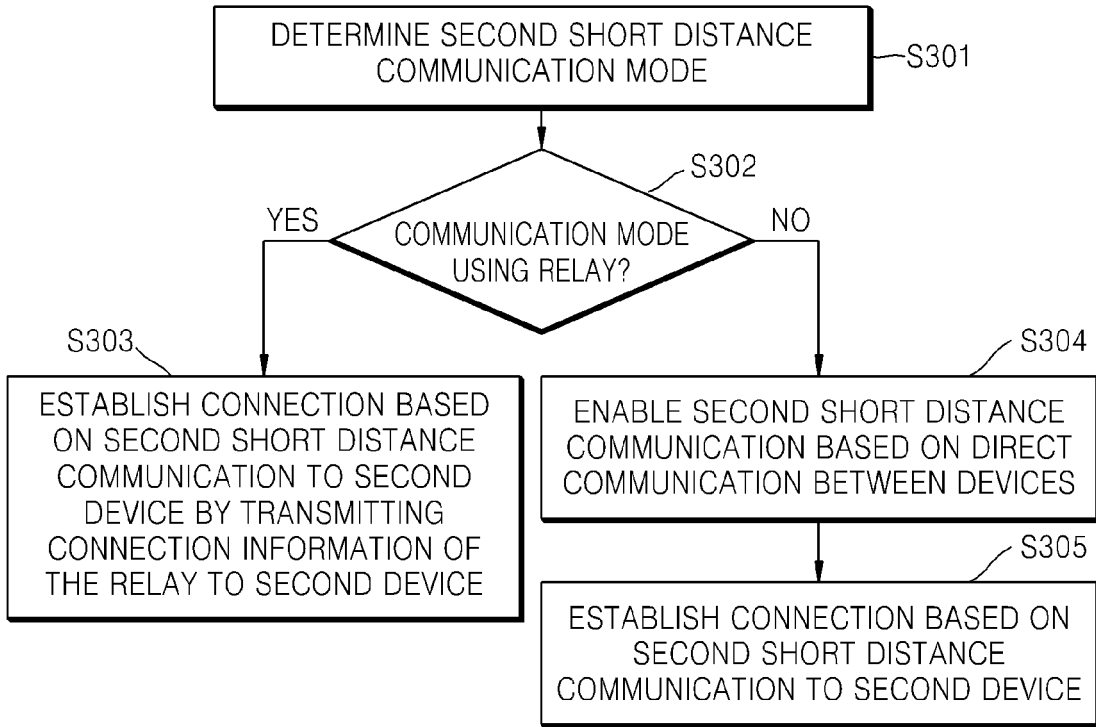 DETERMINE SECOND SHORT DISTANCE
COMMUNICATION MODE
S301
S302
YES
NO
COMMUNICATION MODE
USING RELAY?
S303
ESTABLISH CONNECTION BASED
ON SECOND SHORT DISTANCE
COMMUNICATION TO SECOND
DEVICE BY TRANSMITTING
CONNECTION INFORMATION OF
THE RELAY TO SECOND DEVICE
S304
ENABLE SECOND SHORT DISTANCE
COMMUNICATION BASED ON DIRECT
COMMUNICATION BETWEEN DEVICES
S305
ESTABLISH CONNECTION BASED ON
SECOND SHORT DISTANCE
COMMUNICATION TO SECOND DEVICE